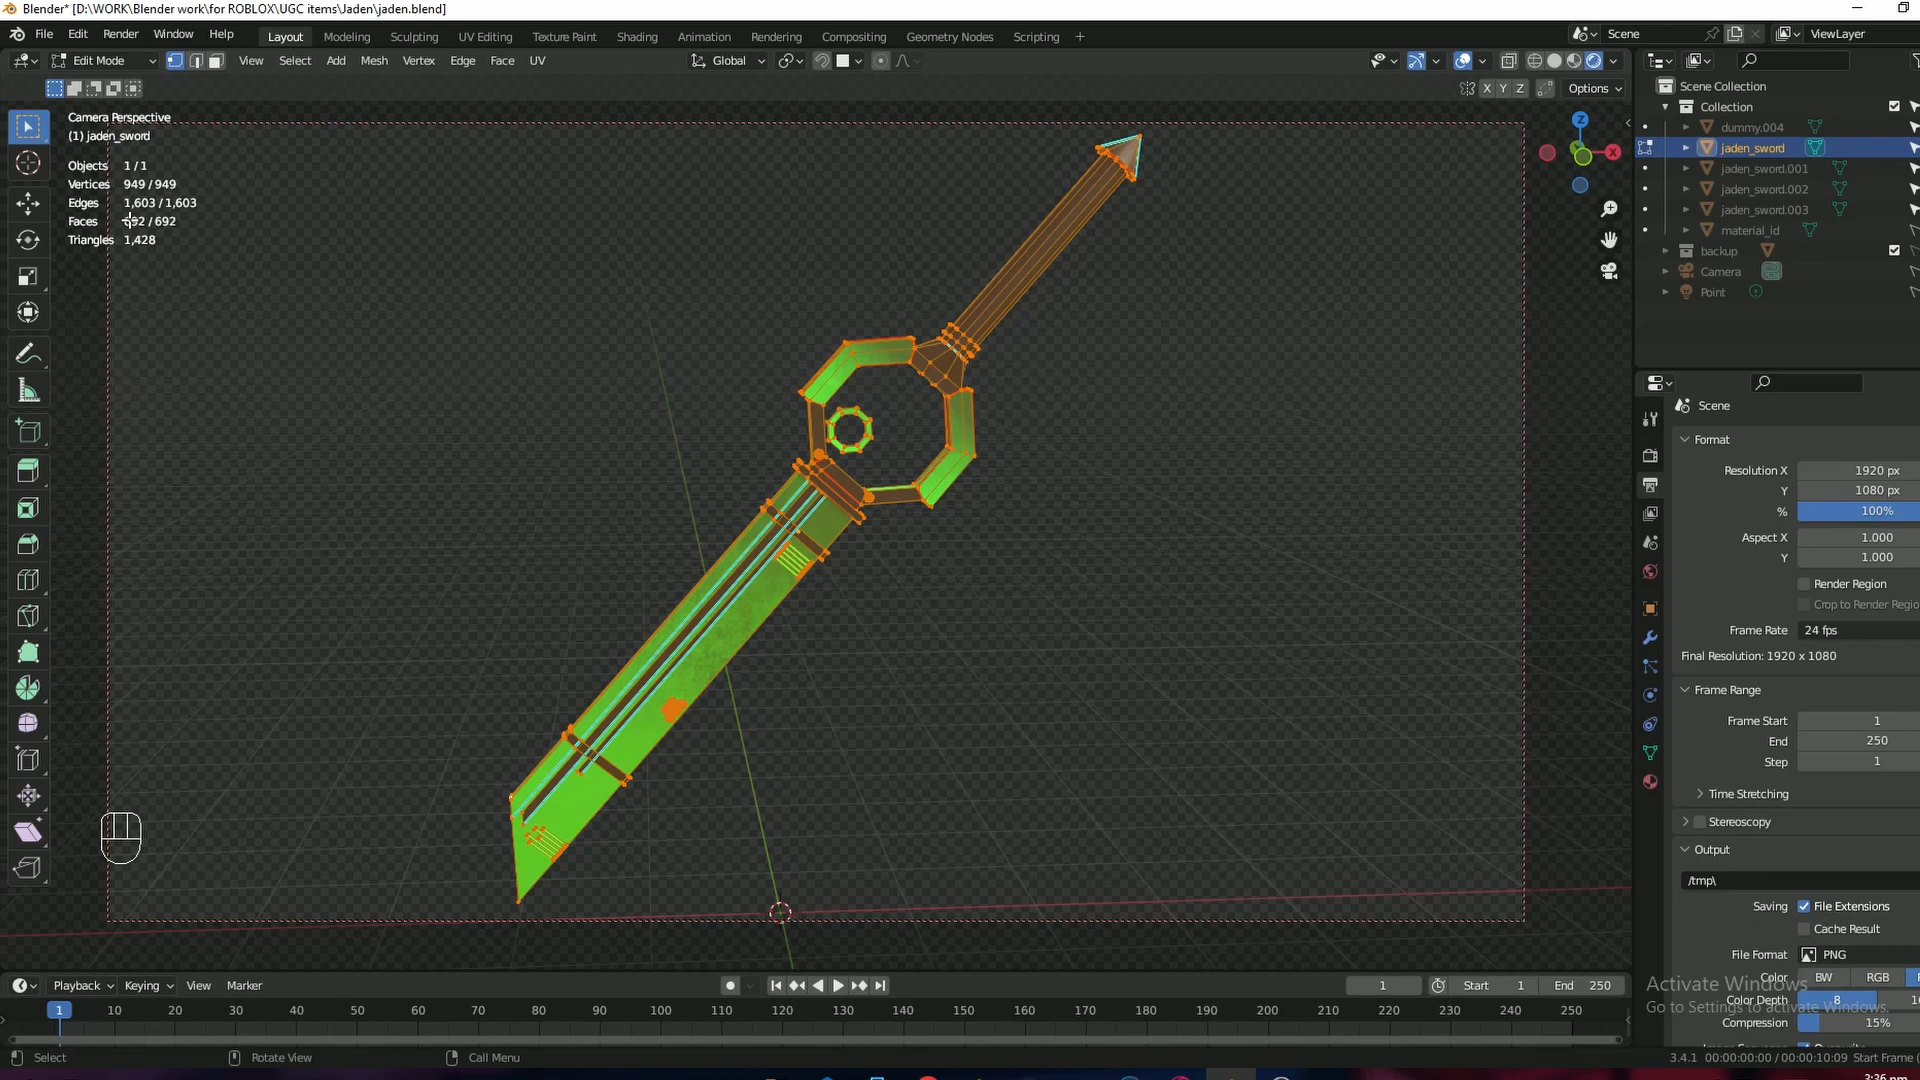 Blender* [D:\WORK\Blender work\for ROBLOX\UGC items\Jaden\jaden.blend]
File Edit Render Window Help Layout Modeling Sculpting UV Editing Texture Paint Shading Animation Rendering Compositing Geometry Nodes Scripting + Scene ViewLayer
Edit Mode View Select Add Mesh Vertex Edge Face UV Global
X Y Z Options
Camera Perspective
(1) jaden_sword
Objects 1 / 1
Vertices 949 / 949
Edges 1,603 / 1,603
Faces 692 / 692
Triangles 1,428
Z
X
Scene Collection
Collection
dummy.004
jaden_sword
jaden_sword.001
jaden_sword.002
jaden_sword.003
material_id
backup
Camera
Point
Scene
Format
Resolution X 1920 px
Y 1080 px
% 100%
Aspect X 1.000
Y 1.000
Render Region
Crop to Render Regio
Frame Rate 24 fps
Final Resolution: 1920 x 1080
Frame Range
Frame Start 1
End 250
Step 1
Time Stretching
Stereoscopy
Output
/tmp\
Saving File Extensions
Cache Result
File Format PNG
Color BW RGB
Color Depth 8
Compression 15%
Activate Windows
Go to Settings to activate Windows.
Playback Keying View Marker 1 Start 1 End 250
1 10 20 30 40 50 60 70 80 90 100 110 120 130 140 150 160 170 180 190 200 210 220 230 240 250
Select Rotate View Call Menu 3.4.1 00:00:00:00 / 00:00:10:09 Start Frame (